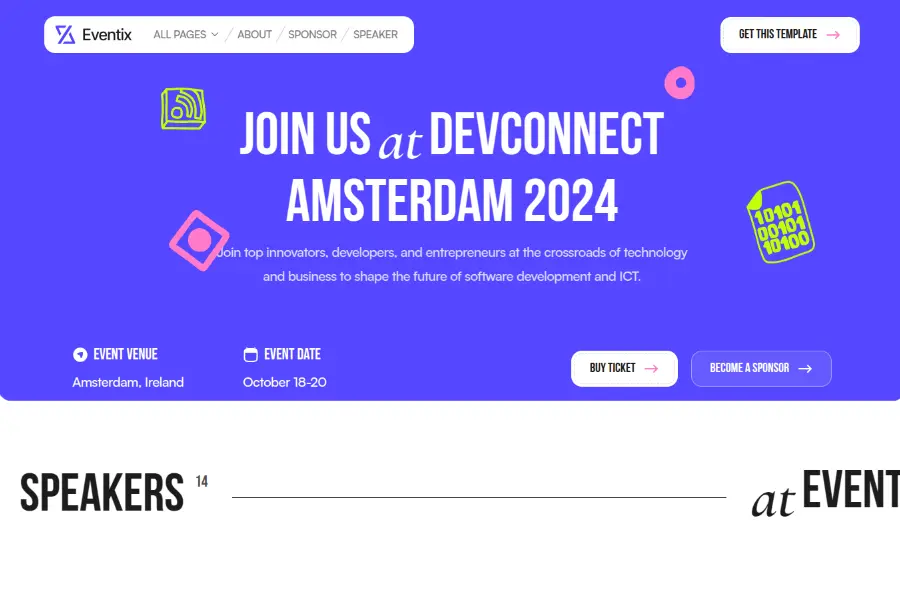 Eventix
ALL PAGES / ABOUT / SPONSOR / SPEAKER
GET THIS TEMPLATE
JOIN US at DEVCONNECT
AMSTERDAM 2024
10101
00101
10100
Join top innovators, developers, and entrepreneurs at the crossroads of technology
and business to shape the future of software development and ICT.
EVENT VENUE
Amsterdam, Ireland
EVENT DATE
October 18-20
BUY TICKET
BECOME A SPONSOR
SPEAKERS 14
at EVENT